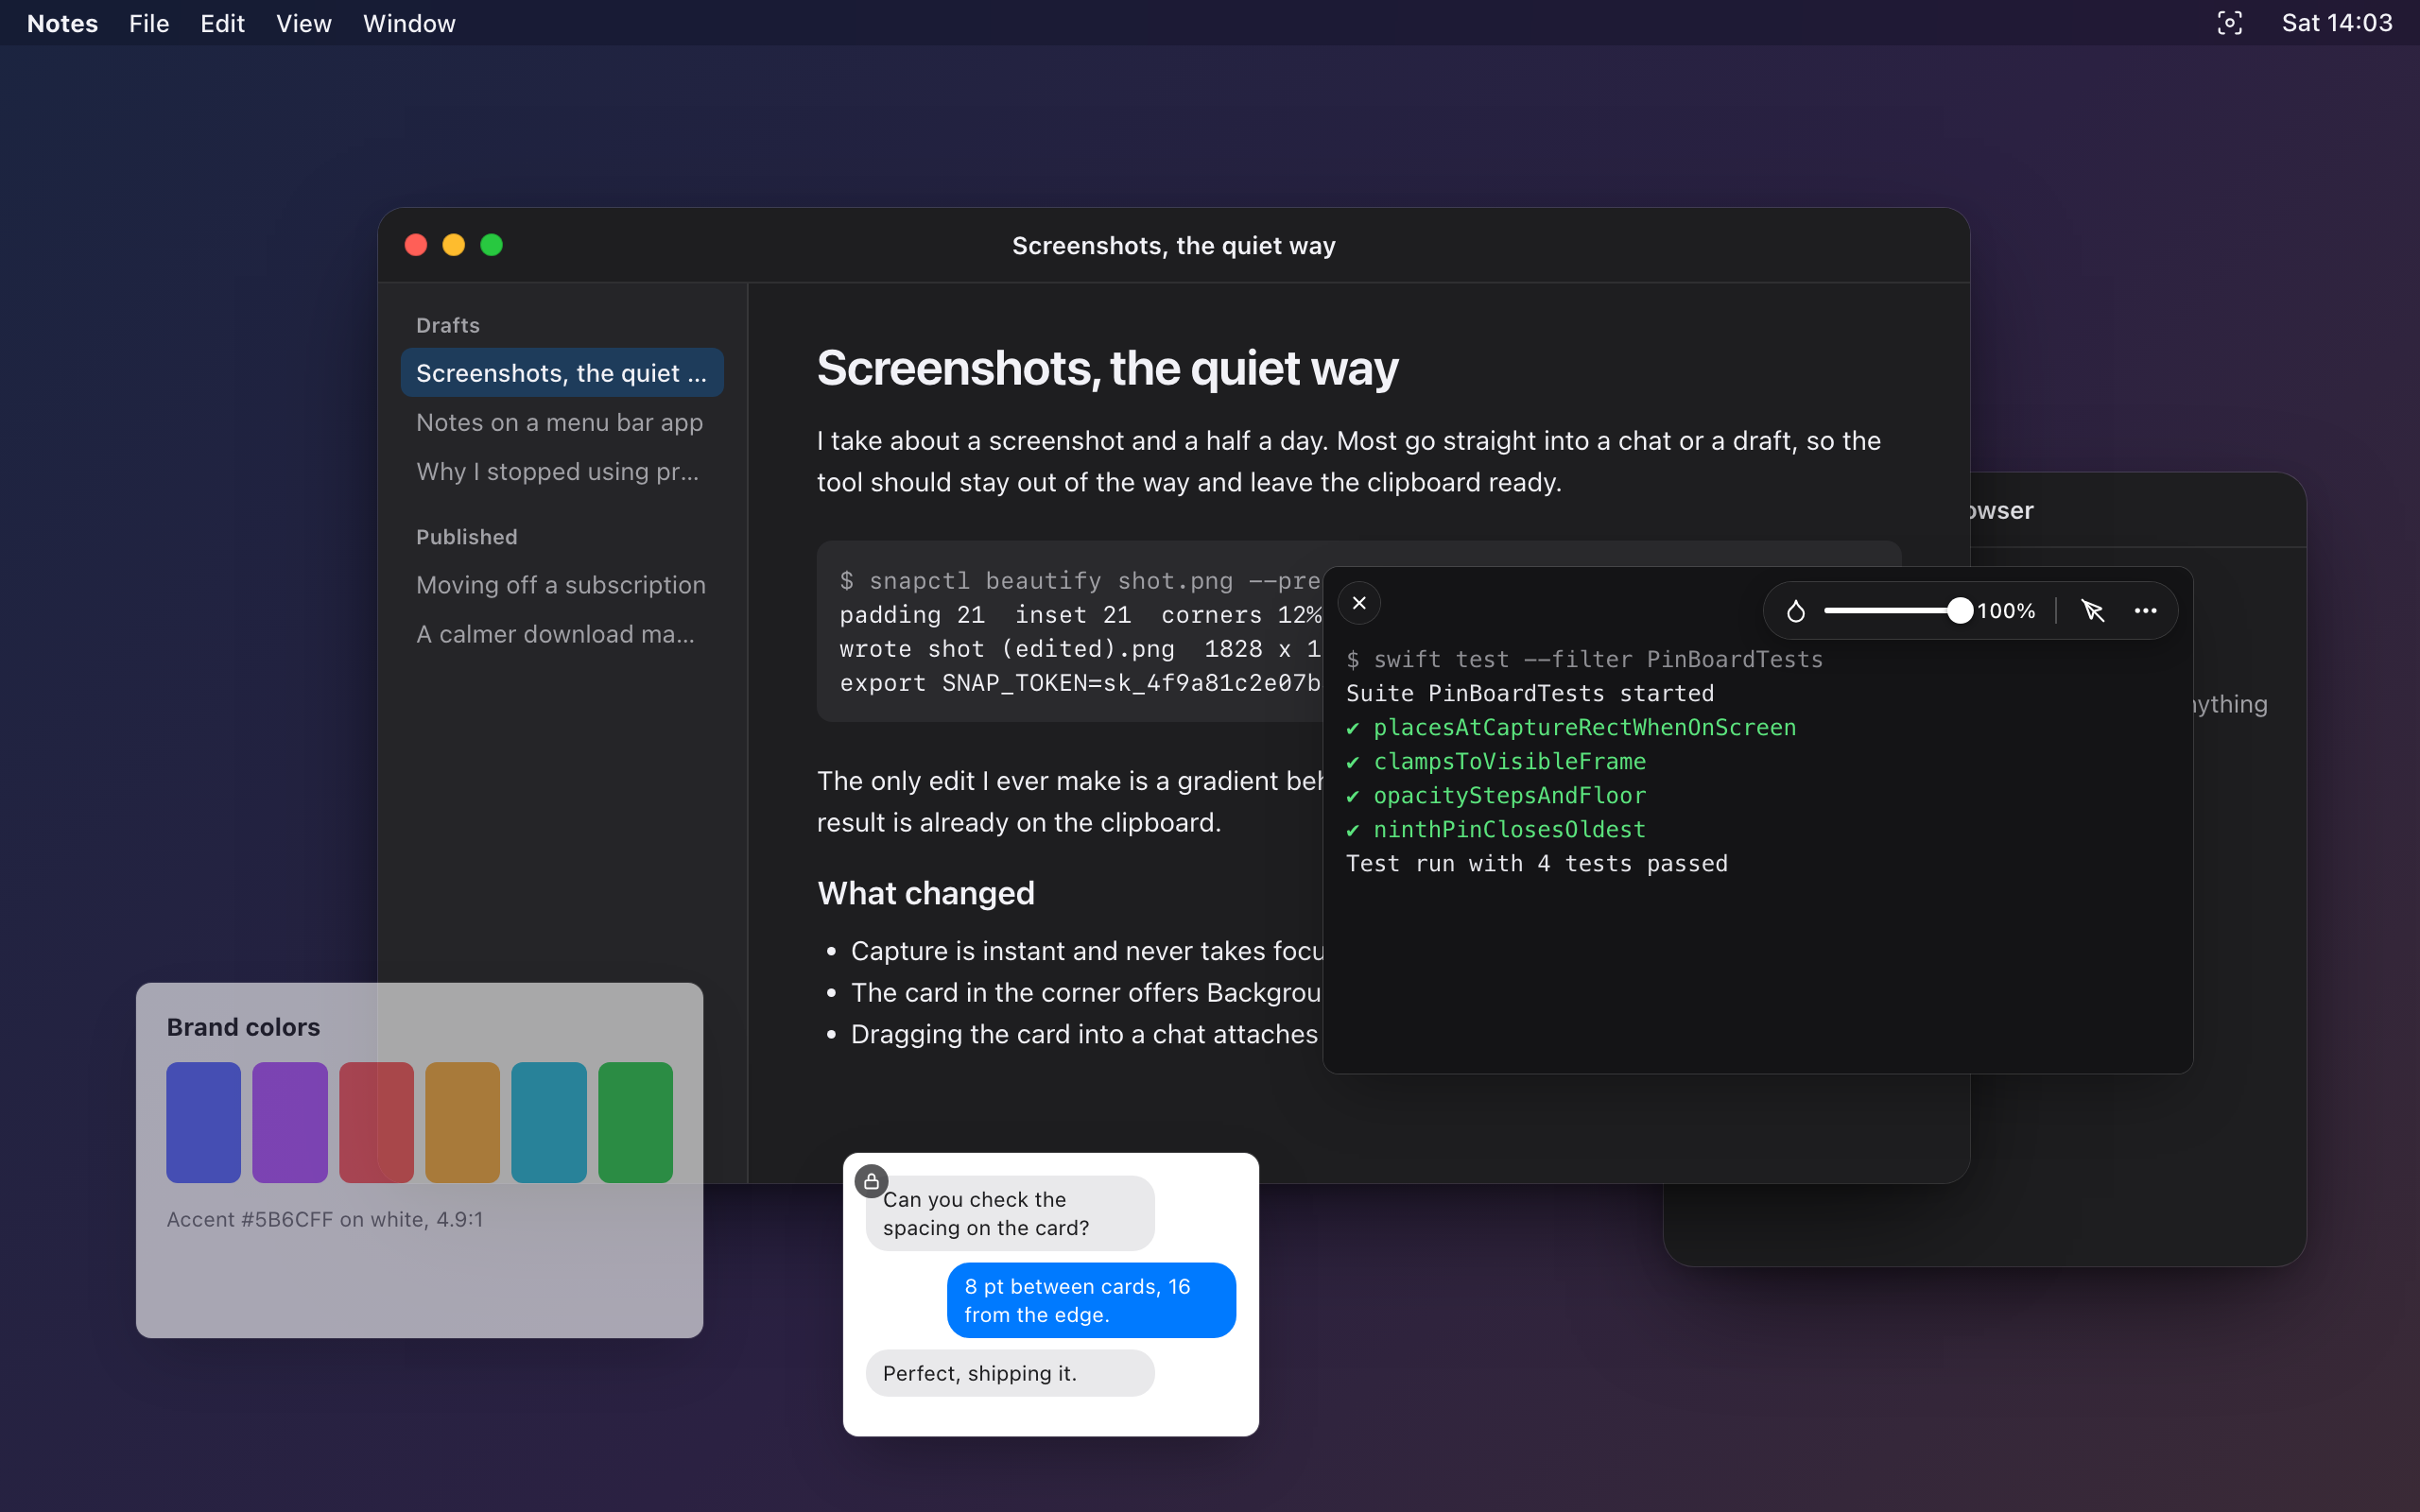 Notes File Edit View Window
Sat 14:03
Screenshots, the quiet way
Drafts
Screenshots, the quiet ...
Notes on a menu bar app
Why I stopped using pr...
Published
Moving off a subscription
A calmer download ma...
Screenshots, the quiet way
I take about a screenshot and a half a day. Most go straight into a chat or a draft, so the
tool should stay out of the way and leave the clipboard ready.
$ snapctl beautify shot.png --pre
padding 21 inset 21 corners 12%
wrote shot (edited).png 1828 x 1
export SNAP_TOKEN=sk_4f9a81c2e07b
The only edit I ever make is a gradient beh
result is already on the clipboard.
What changed
• Capture is instant and never takes focu
• The card in the corner offers Backgrou
• Dragging the card into a chat attaches
owser
nything
100%
$ swift test --filter PinBoardTests
Suite PinBoardTests started
✔ placesAtCaptureRectWhenOnScreen
✔ clampsToVisibleFrame
✔ opacityStepsAndFloor
✔ ninthPinClosesOldest
Test run with 4 tests passed
Brand colors
Accent #5B6CFF on white, 4.9:1
Can you check the
spacing on the card?
8 pt between cards, 16
from the edge.
Perfect, shipping it.